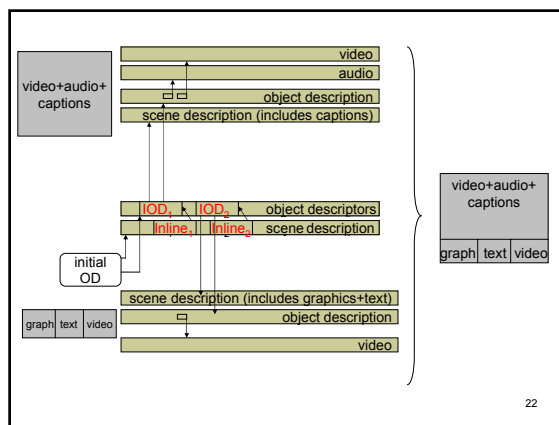 video
audio
object description
scene description (includes captions)
video+audio+
captions
IOD1 IOD2 object descriptors
Inline1 Inline2 scene description
initial
OD
video+audio+
captions
graph text video
scene description (includes graphics+text)
object description
video
graph text video
22